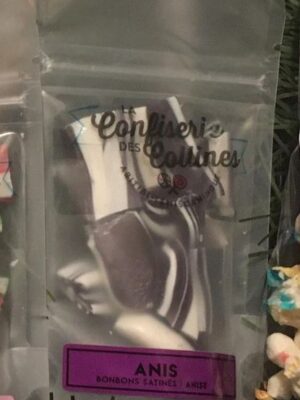 LA
Confiserie
DES Collines
ANIS
BONBONS SATINÉS · ANISE